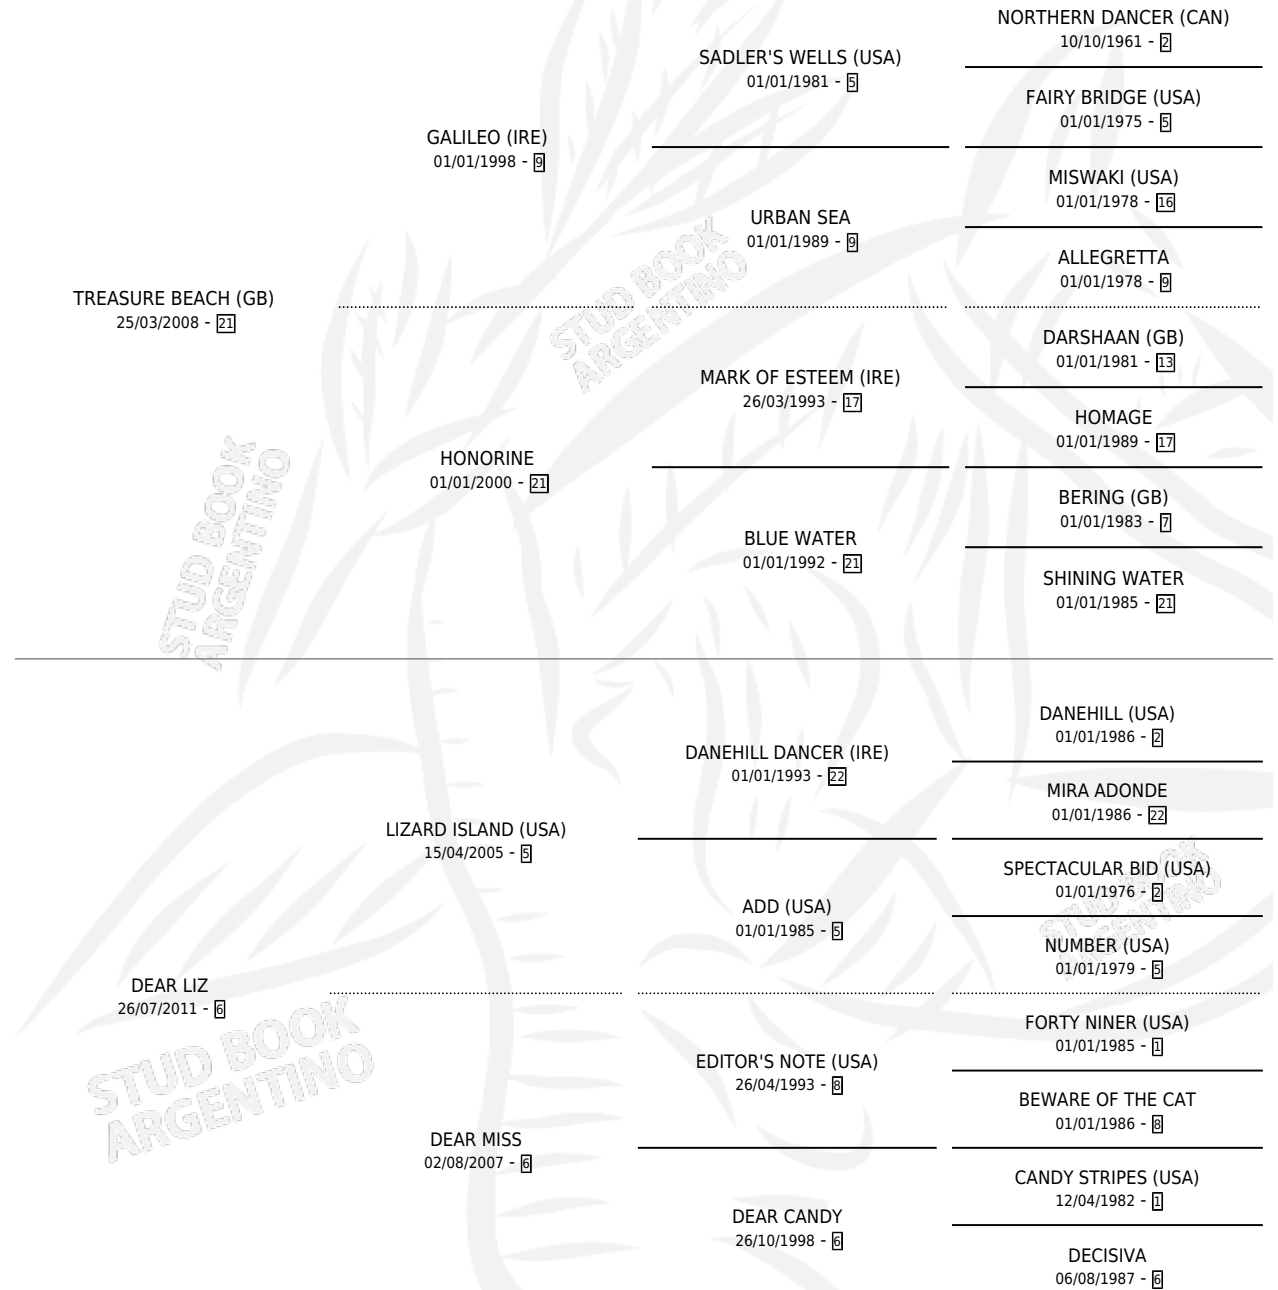 NORTHERN DANCER (CAN)
10/10/1961 - 2
SADLER'S WELLS (USA)
01/01/1981 - 5
FAIRY BRIDGE (USA)
01/01/1975 - 5
GALILEO (IRE)
01/01/1998 - 9
MISWAKI (USA)
01/01/1978 - 16
URBAN SEA
01/01/1989 - 9
ALLEGRETTA
01/01/1978 - 9
TREASURE BEACH (GB)
25/03/2008 - 21
STUD BOOK
ARGENTINO
DARSHAAN (GB)
01/01/1981 - 13
MARK OF ESTEEM (IRE)
26/03/1993 - 17
HOMAGE
01/01/1989 - 17
HONORINE
01/01/2000 - 21
BERING (GB)
01/01/1983 - 7
BLUE WATER
01/01/1992 - 21
SHINING WATER
01/01/1985 - 21
STUD BOOK
ARGENTINO
DANEHILL (USA)
01/01/1986 - 2
DANEHILL DANCER (IRE)
01/01/1993 - 22
MIRA ADONDE
01/01/1986 - 22
LIZARD ISLAND (USA)
15/04/2005 - 5
SPECTACULAR BID (USA)
01/01/1976 - 2
ADD (USA)
01/01/1985 - 5
NUMBER (USA)
01/01/1979 - 5
STUD BOOK
ARGENTINO
DEAR LIZ
26/07/2011 - 6
FORTY NINER (USA)
01/01/1985 - 1
EDITOR'S NOTE (USA)
26/04/1993 - 8
BEWARE OF THE CAT
01/01/1986 - 8
STUD BOOK
ARGENTINO
DEAR MISS
02/08/2007 - 6
CANDY STRIPES (USA)
12/04/1982 - 1
DEAR CANDY
26/10/1998 - 6
DECISIVA
06/08/1987 - 6